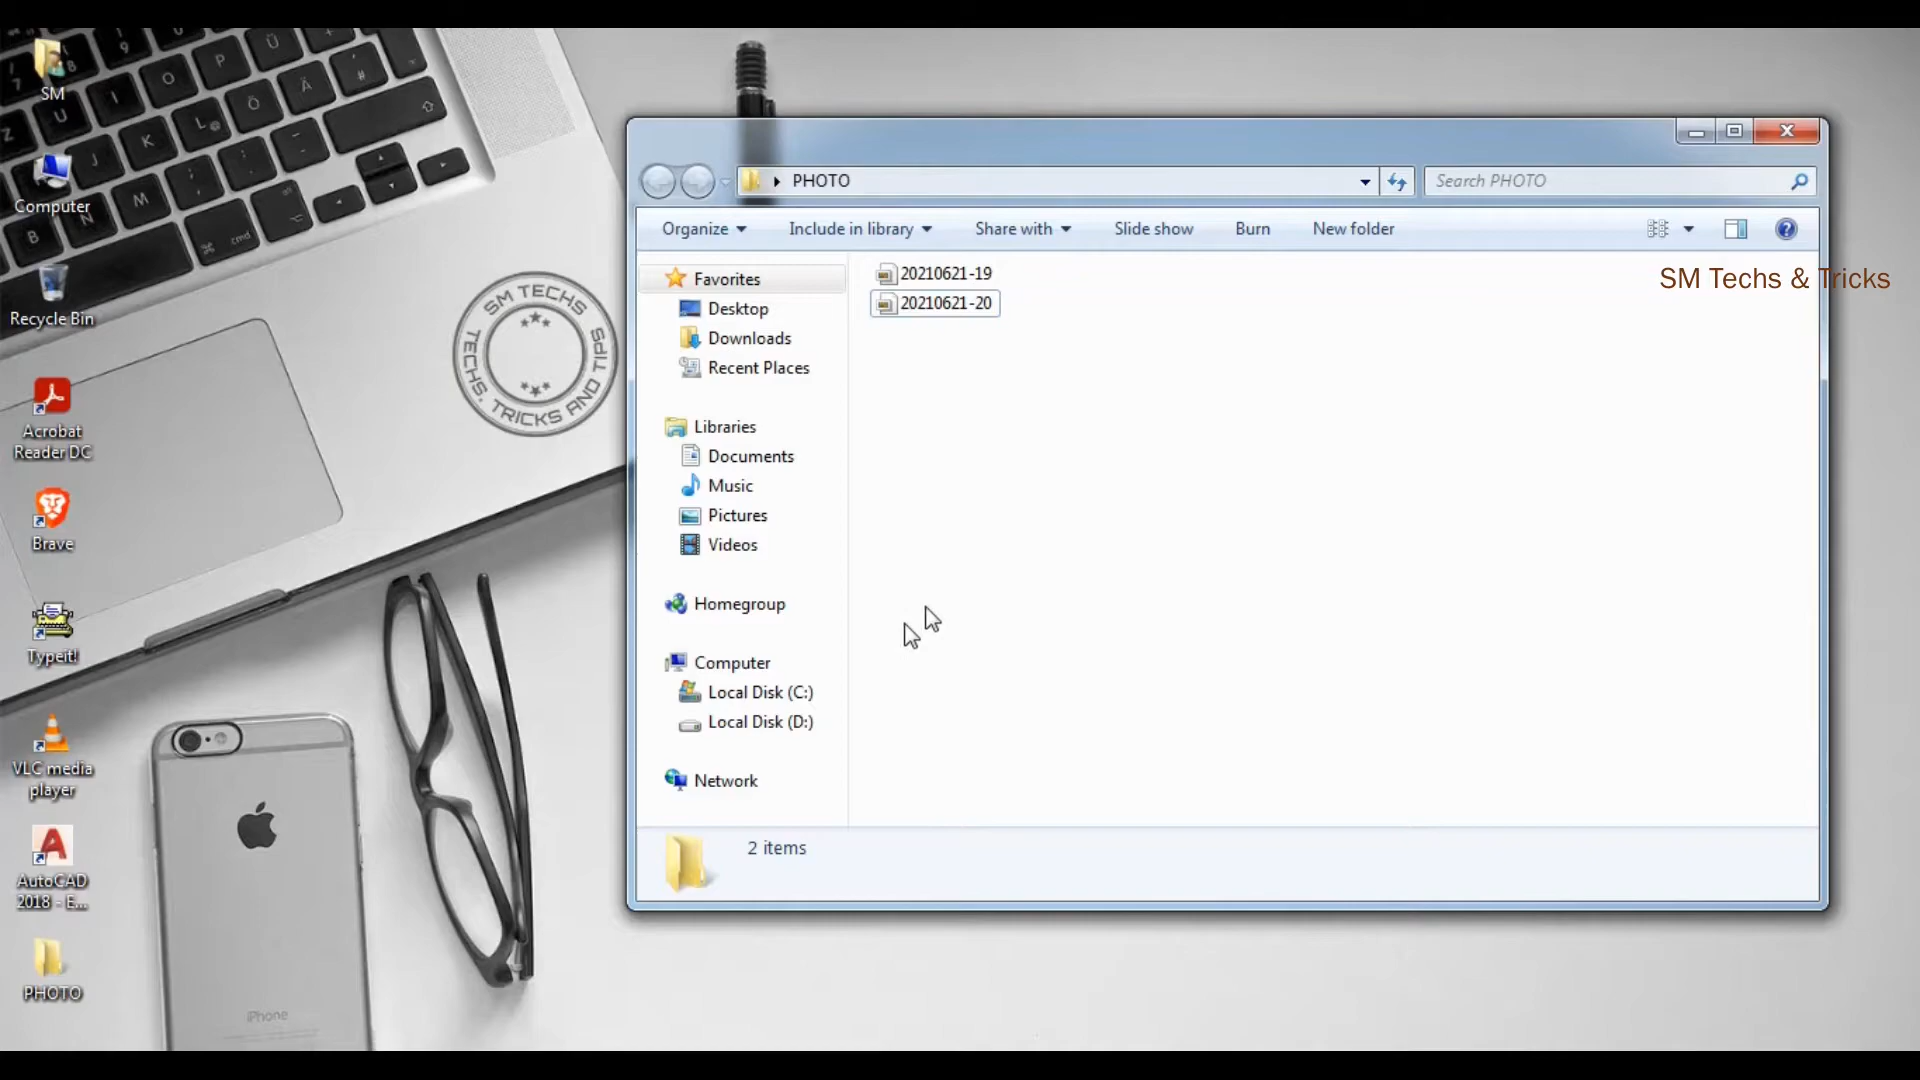 SM
Computer
Recycle Bin
Acrobat
Reader DC
Brave
TypeIt!
VLC media
player
AutoCAD
2018 - E...
PHOTO
SM TECHS
TECHS, TRICKS AND TIPS
iPhone
PHOTO
Search PHOTO
Organize
Include in library
Share with
Slide show
Burn
New folder
Favorites
Desktop
Downloads
Recent Places
Libraries
Documents
Music
Pictures
Videos
Homegroup
Computer
Local Disk (C:)
Local Disk (D:)
Network
20210621-19
20210621-20
2 items
SM Techs & Tricks